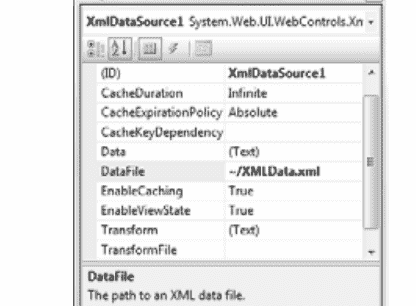 XmlDataSource1 System.Web.UI.WebControls.Xn
(ID) XmlDataSource1
CacheDuration Infinite
CacheExpirationPolicy Absolute
CacheKeyDependency
Data (Text)
DataFile ~/XMLData.xml
EnableCaching True
EnableViewState True
Transform (Text)
TransformFile
DataFile
The path to an XML data file.